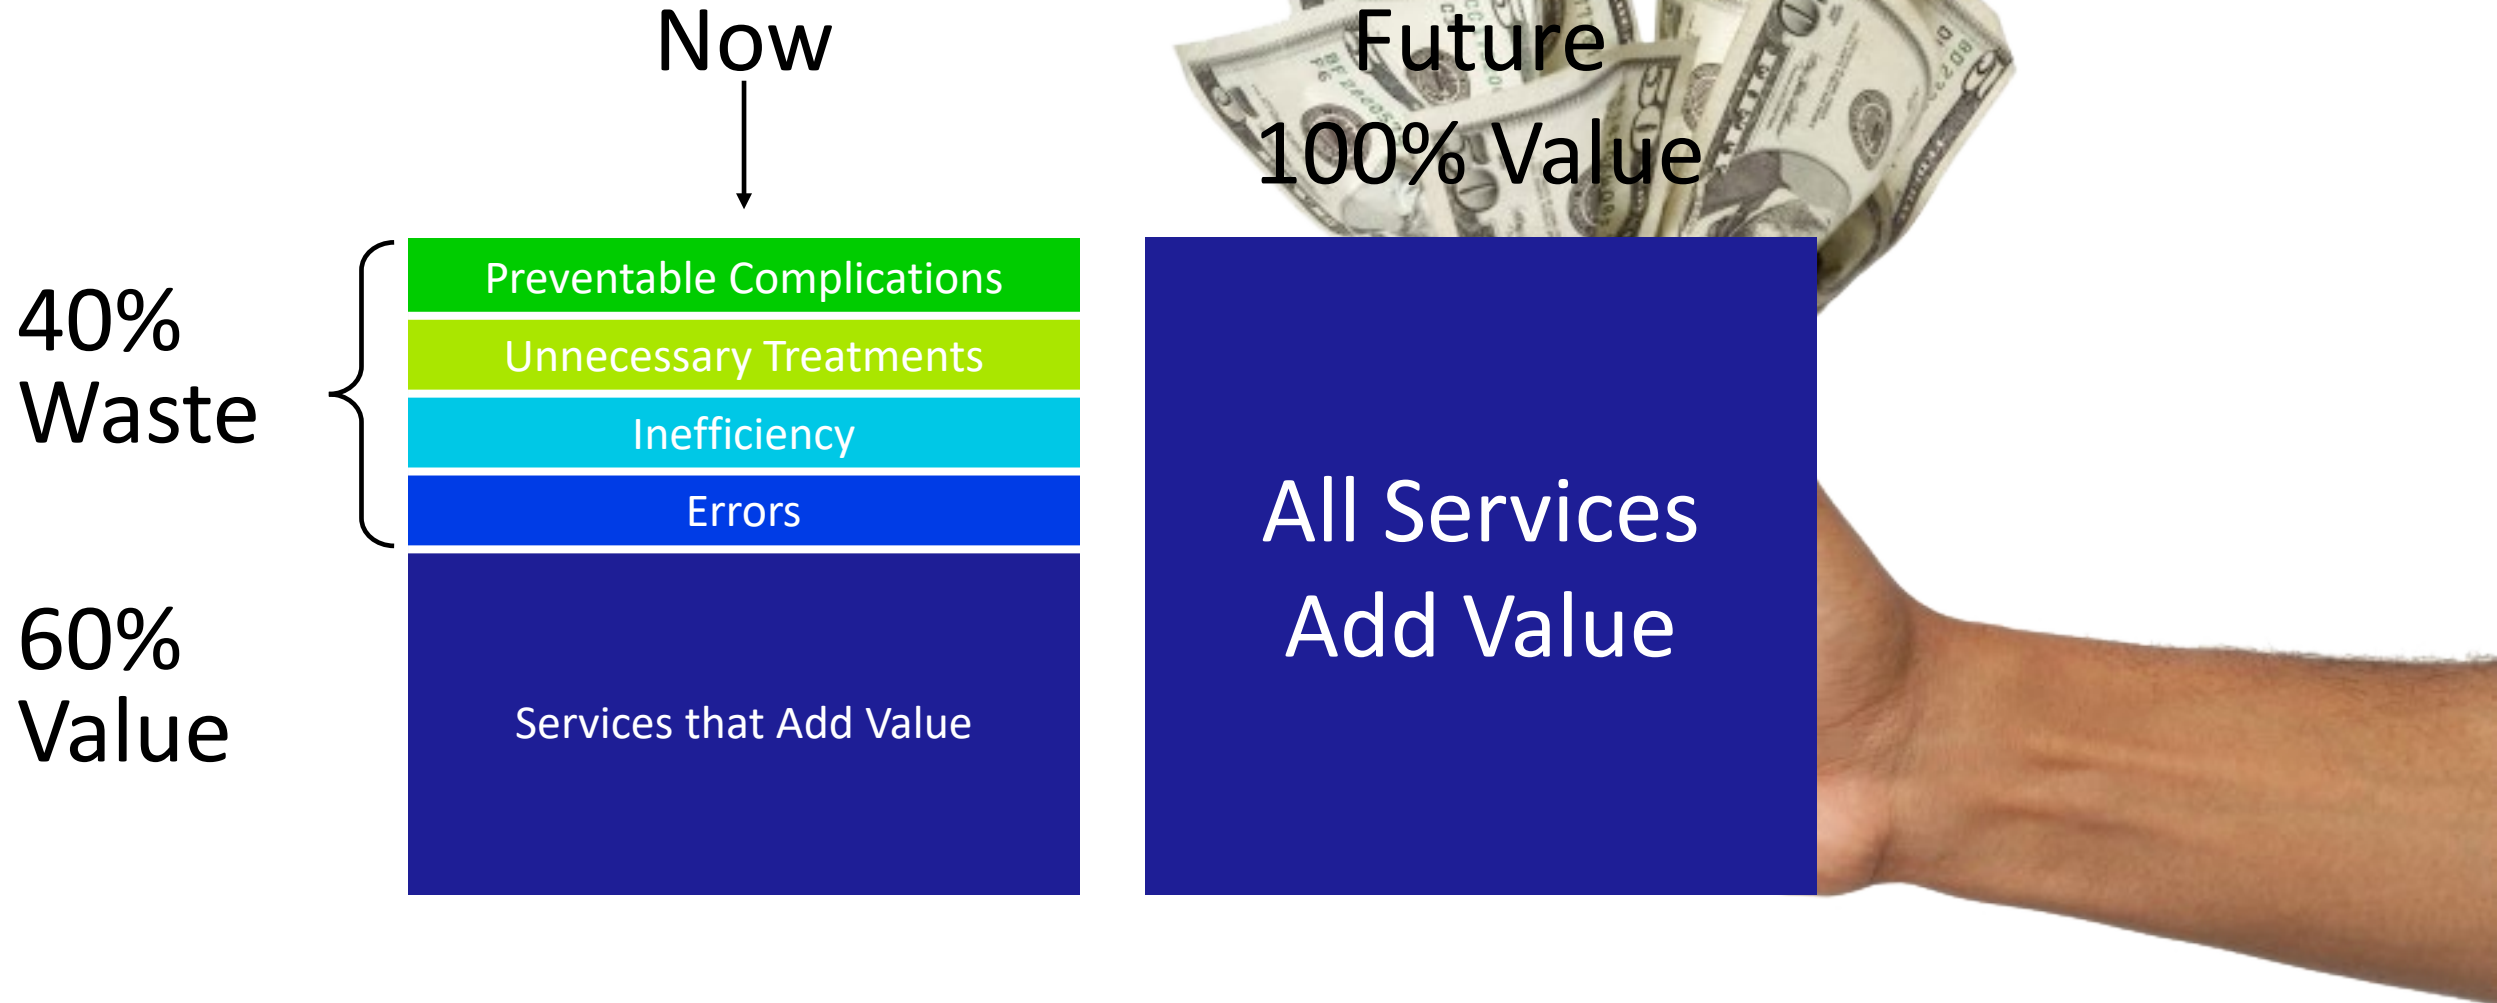 Now
Future
100% Value
40%
Waste
Preventable Complications
Unnecessary Treatments
Inefficiency
Errors
60%
Value
Services that Add Value
All Services
Add Value